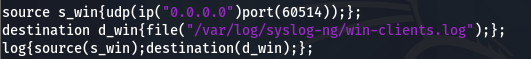 source s_win{udp(ip("0.0.0.0")port(60514));};
destination d_win{file("/var/log/syslog-ng/win-clients.log");};
log{source(s_win);destination(d_win);};